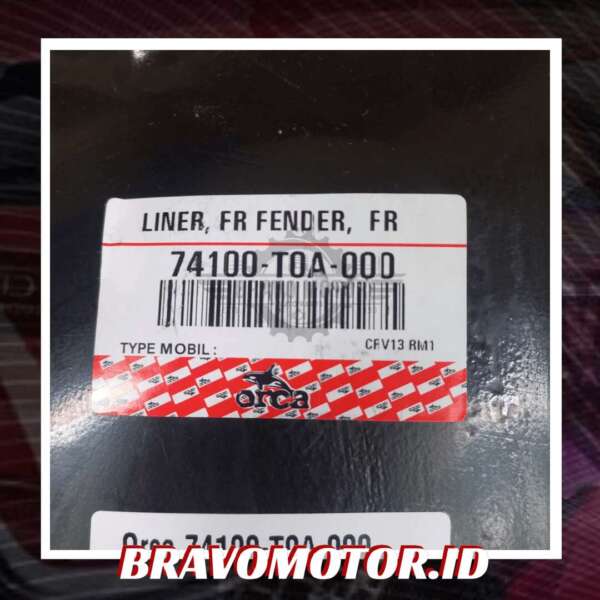 LINER, FR FENDER, FR
74100-T0A-000
TYPE MOBIL : CRV13 RM1
orca
Orca 74100-T0A-000
BRAVOMOTOR.ID